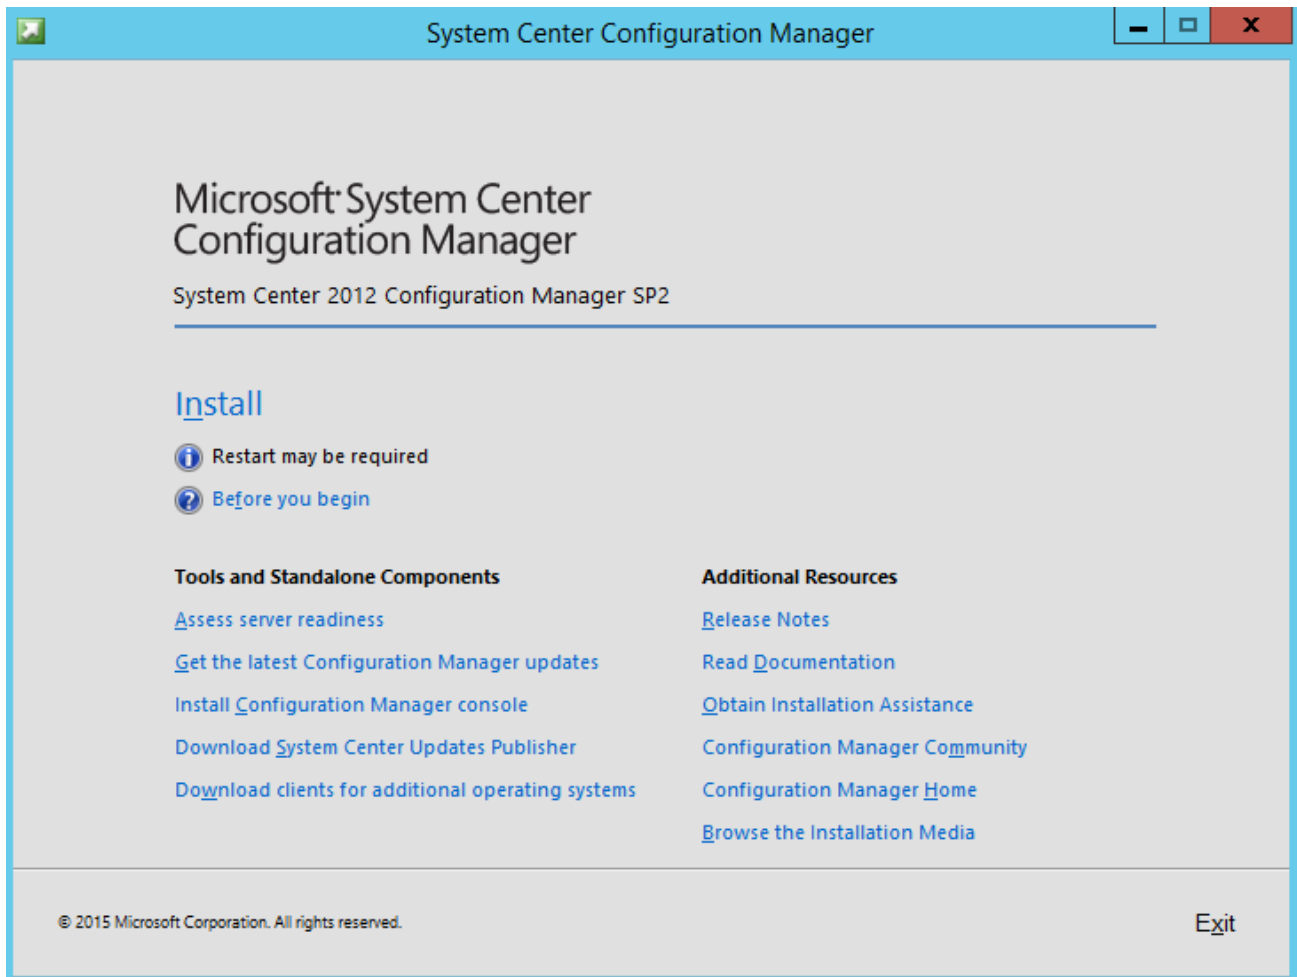 System Center Configuration Manager
Microsoft System Center
Configuration Manager
System Center 2012 Configuration Manager SP2
Install
Restart may be required
Before you begin
Tools and Standalone Components
Assess server readiness
Get the latest Configuration Manager updates
Install Configuration Manager console
Download System Center Updates Publisher
Download clients for additional operating systems
Additional Resources
Release Notes
Read Documentation
Obtain Installation Assistance
Configuration Manager Community
Configuration Manager Home
Browse the Installation Media
© 2015 Microsoft Corporation. All rights reserved.
Exit